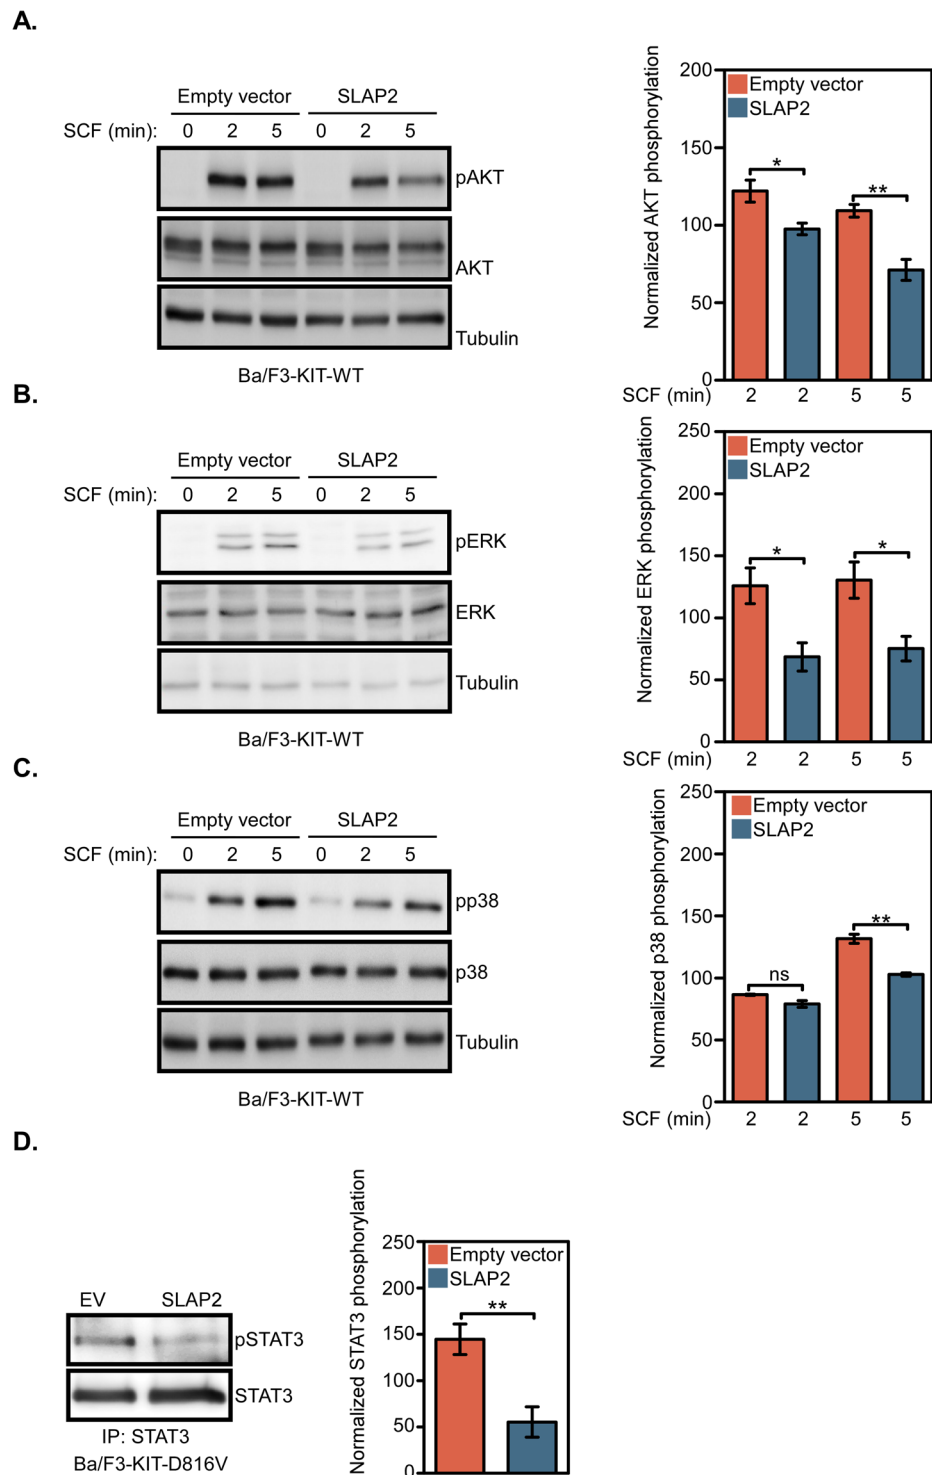 A.
Empty vector SLAP2
SCF (min): 0 2 5 0 2 5
pAKT
AKT
Tubulin
Ba/F3-KIT-WT
Normalized AKT phosphorylation
200
150
100
50
0
Empty vector
SLAP2
*
**
SCF (min) 2 2 5 5
B.
Empty vector SLAP2
SCF (min): 0 2 5 0 2 5
pERK
ERK
Tubulin
Ba/F3-KIT-WT
Normalized ERK phosphorylation
250
200
150
100
50
0
Empty vector
SLAP2
*
*
SCF (min) 2 2 5 5
C.
Empty vector SLAP2
SCF (min): 0 2 5 0 2 5
pp38
p38
Tubulin
Ba/F3-KIT-WT
Normalized p38 phosphorylation
250
200
150
100
50
0
Empty vector
SLAP2
ns
**
SCF (min) 2 2 5 5
D.
EV SLAP2
pSTAT3
STAT3
IP: STAT3
Ba/F3-KIT-D816V
Normalized STAT3 phosphorylation
250
200
150
100
50
0
Empty vector
SLAP2
**